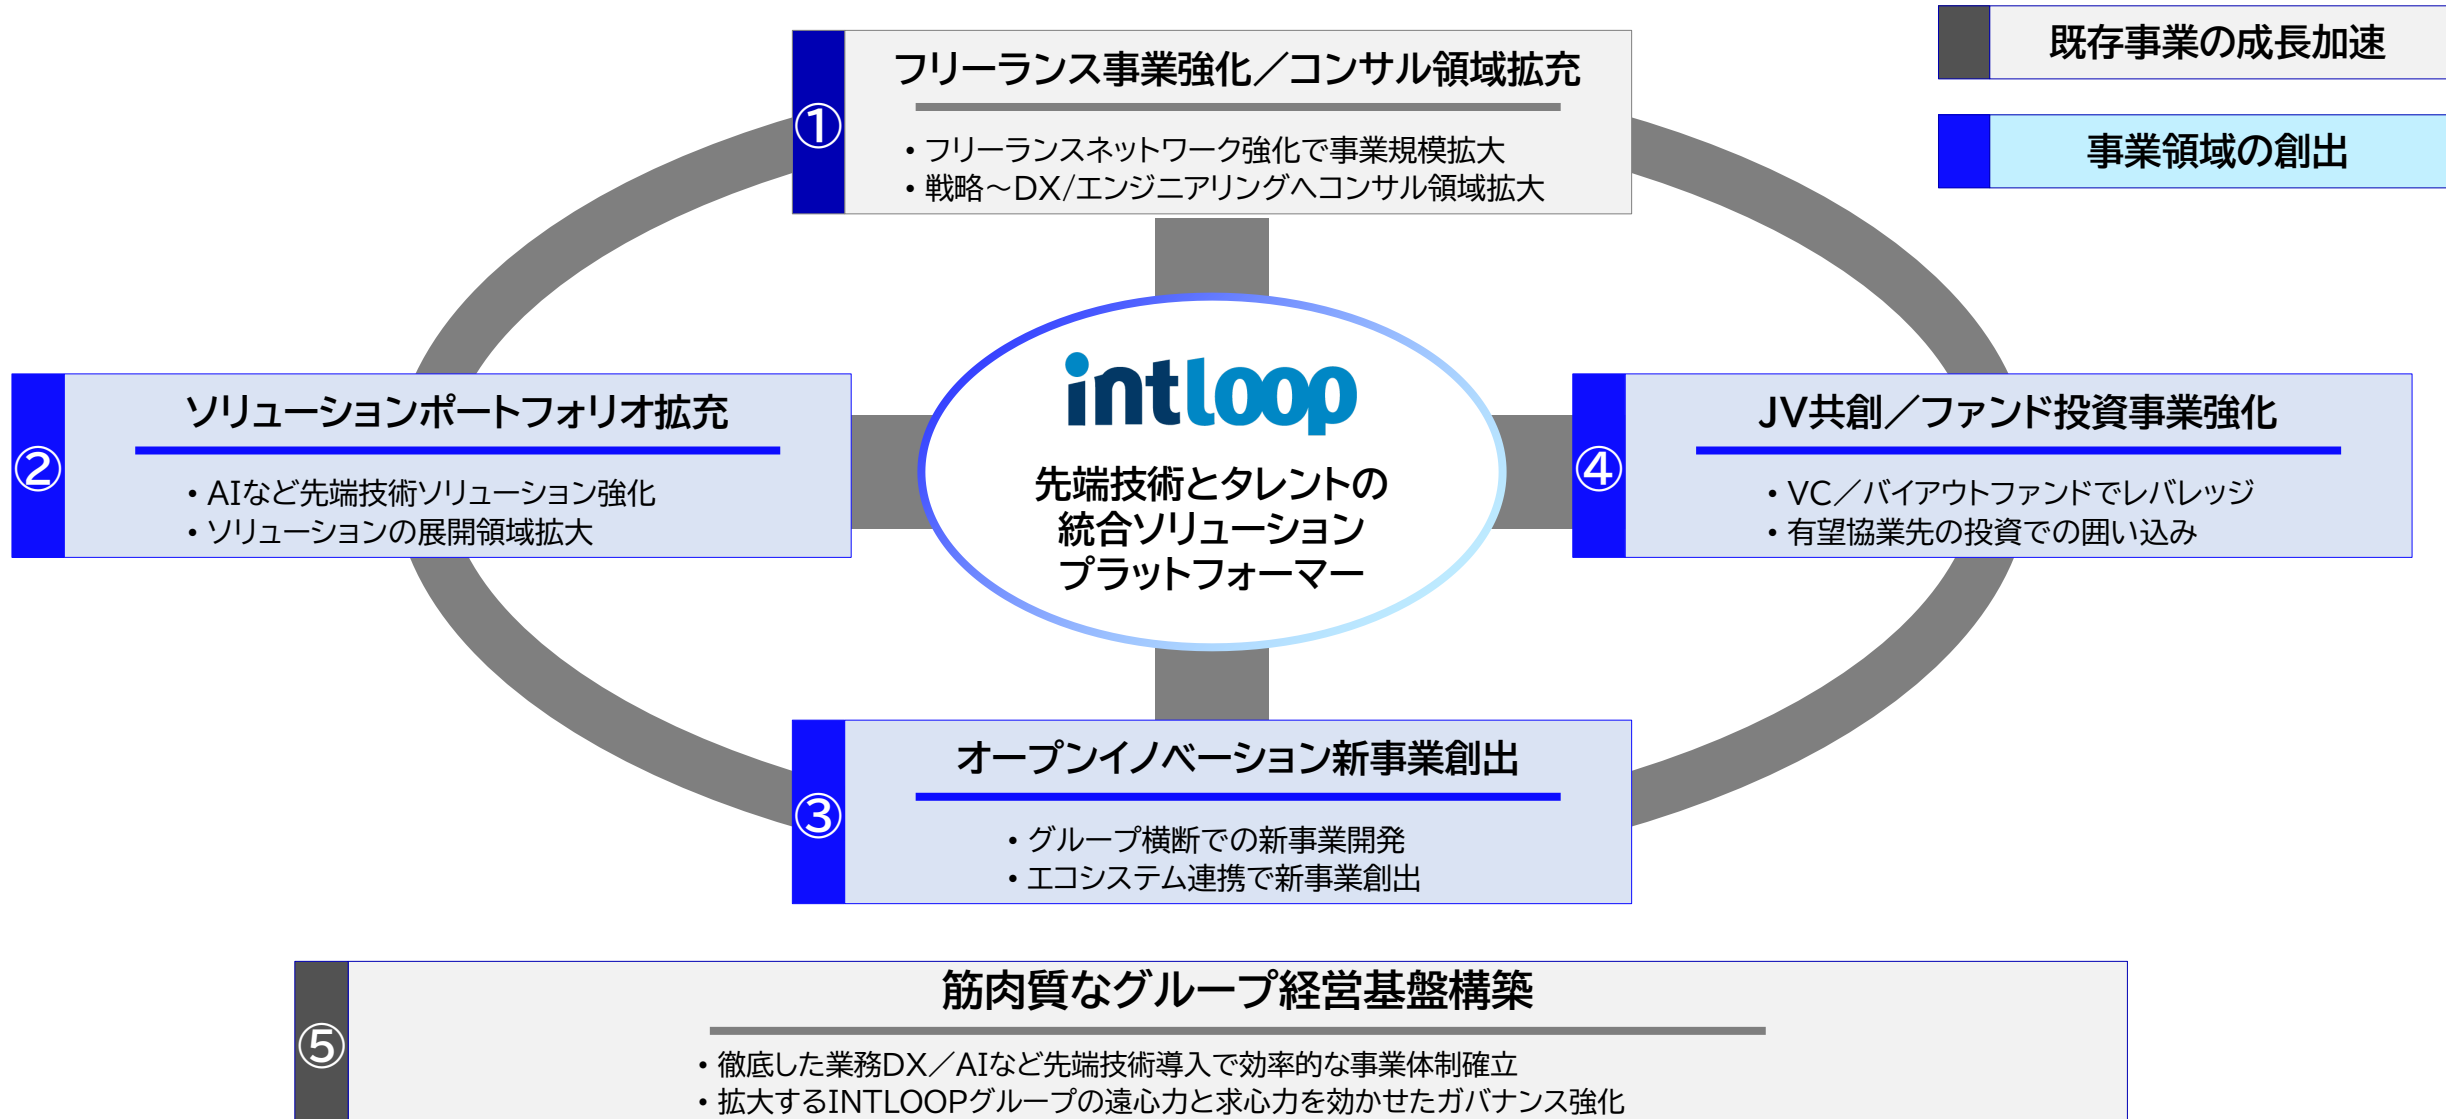 既存事業の成長加速
事業領域の創出
①
フリーランス事業強化／コンサル領域拡充
・フリーランスネットワーク強化で事業規模拡大
・戦略～DX/エンジニアリングへコンサル領域拡大
②
ソリューションポートフォリオ拡充
・AIなど先端技術ソリューション強化
・ソリューションの展開領域拡大
intloop
先端技術とタレントの
統合ソリューション
プラットフォーマー
④
JV共創／ファンド投資事業強化
・VC／バイアウトファンドでレバレッジ
・有望協業先の投資での囲い込み
③
オープンイノベーション新事業創出
・グループ横断での新事業開発
・エコシステム連携で新事業創出
⑤
筋肉質なグループ経営基盤構築
・徹底した業務DX／AIなど先端技術導入で効率的な事業体制確立
・拡大するINTLOOPグループの遠心力と求心力を効かせたガバナンス強化